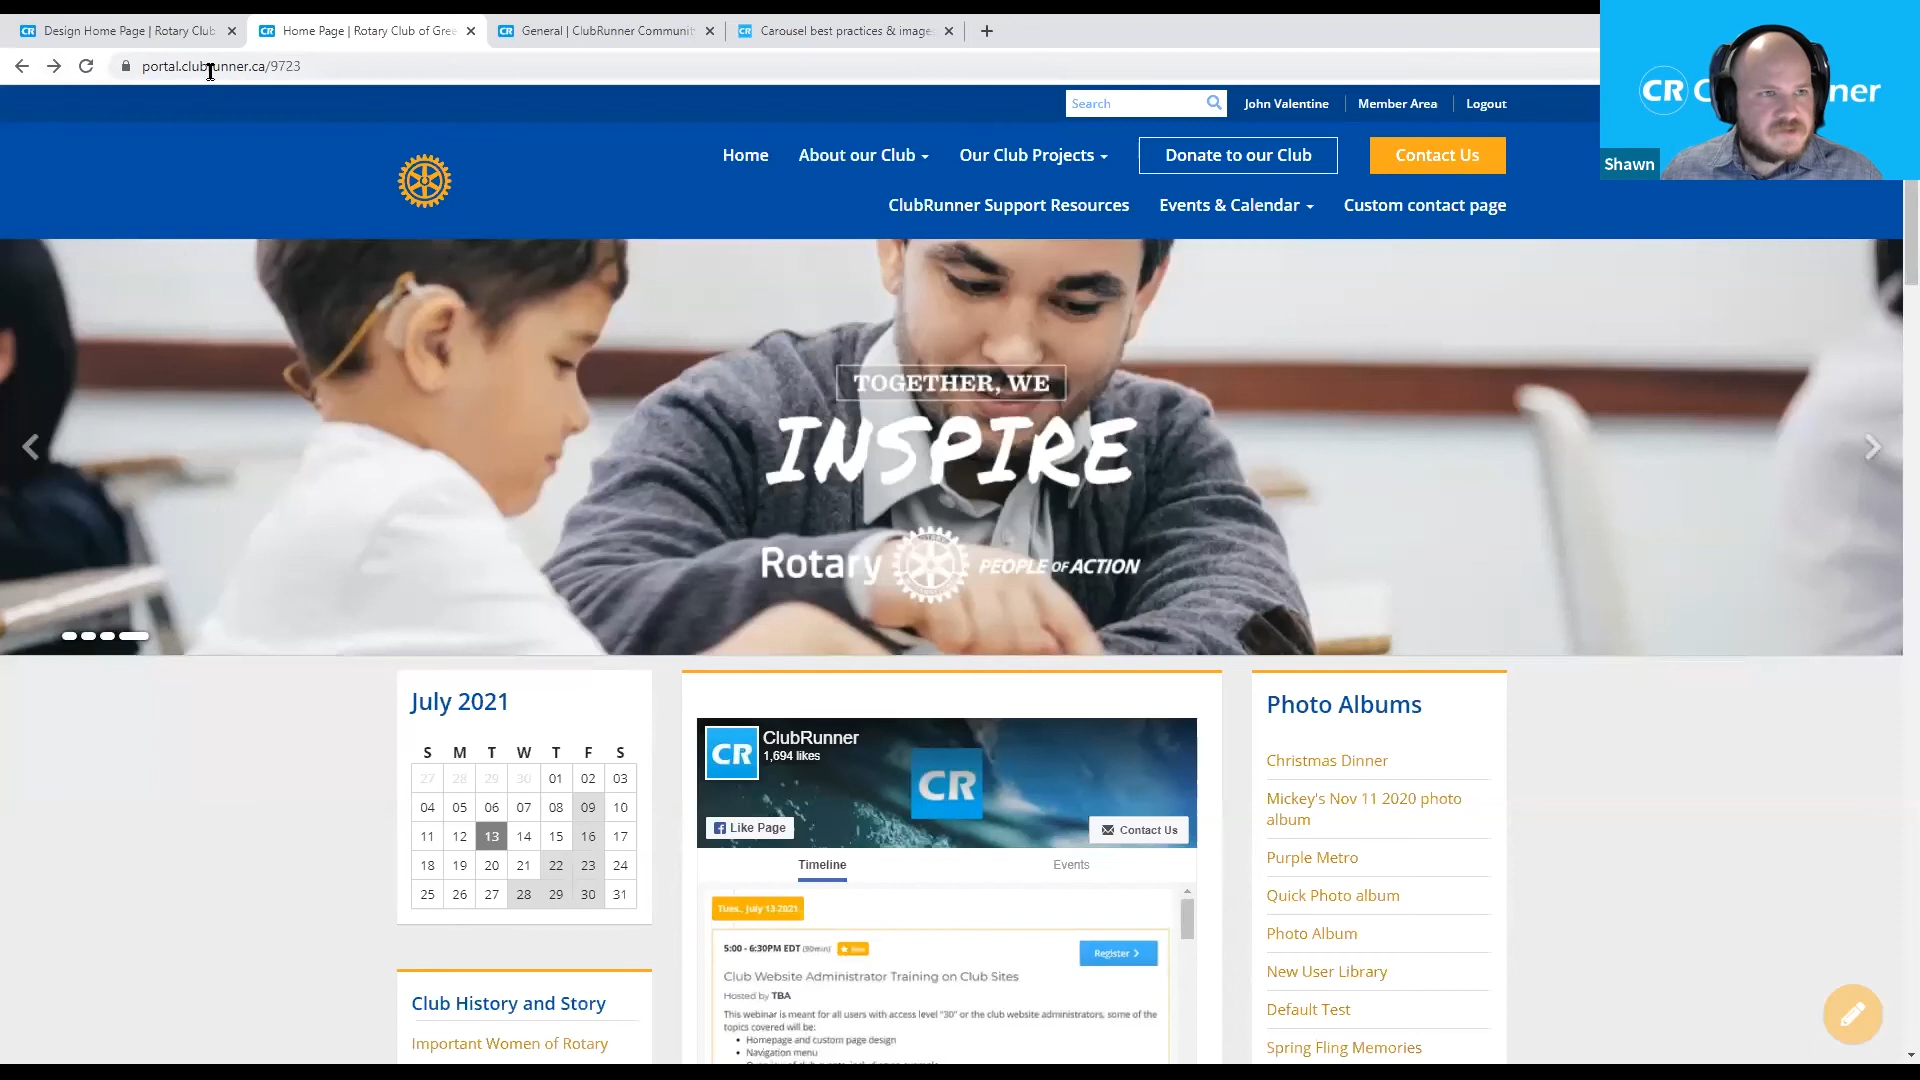 Design Home Page | Rotary Club
Home Page | Rotary Club of Gree
General | ClubRunner Communit
Carousel best practices & image
portal.clubrunner.ca/9723
Search
John Valentine
Member Area
Logout
CR
ner
Shawn
Home
About our Club
Our Club Projects
Donate to our Club
Contact Us
ClubRunner Support Resources
Events & Calendar
Custom contact page
TOGETHER, WE
INSPIRE
Rotary
PEOPLE OF ACTION
July 2021
S M T W T F S
27 28 29 30 01 02 03
04 05 06 07 08 09 10
11 12 13 14 15 16 17
18 19 20 21 22 23 24
25 26 27 28 29 30 31
Club History and Story
Important Women of Rotary
CR
ClubRunner
1,694 likes
CR
Like Page
Contact Us
Timeline
Events
Tues., July 13 2021
5:00 - 6:30PM EDT (90min)
Register
Club Website Administrator Training on Club Sites
Hosted by TBA
This webinar is meant for all users with access level "30" or the club website administrators, some of the
topics covered will be:
• Homepage and custom page design
• Navigation menu
Photo Albums
Christmas Dinner
Mickey's Nov 11 2020 photo
album
Purple Metro
Quick Photo album
Photo Album
New User Library
Default Test
Spring Fling Memories